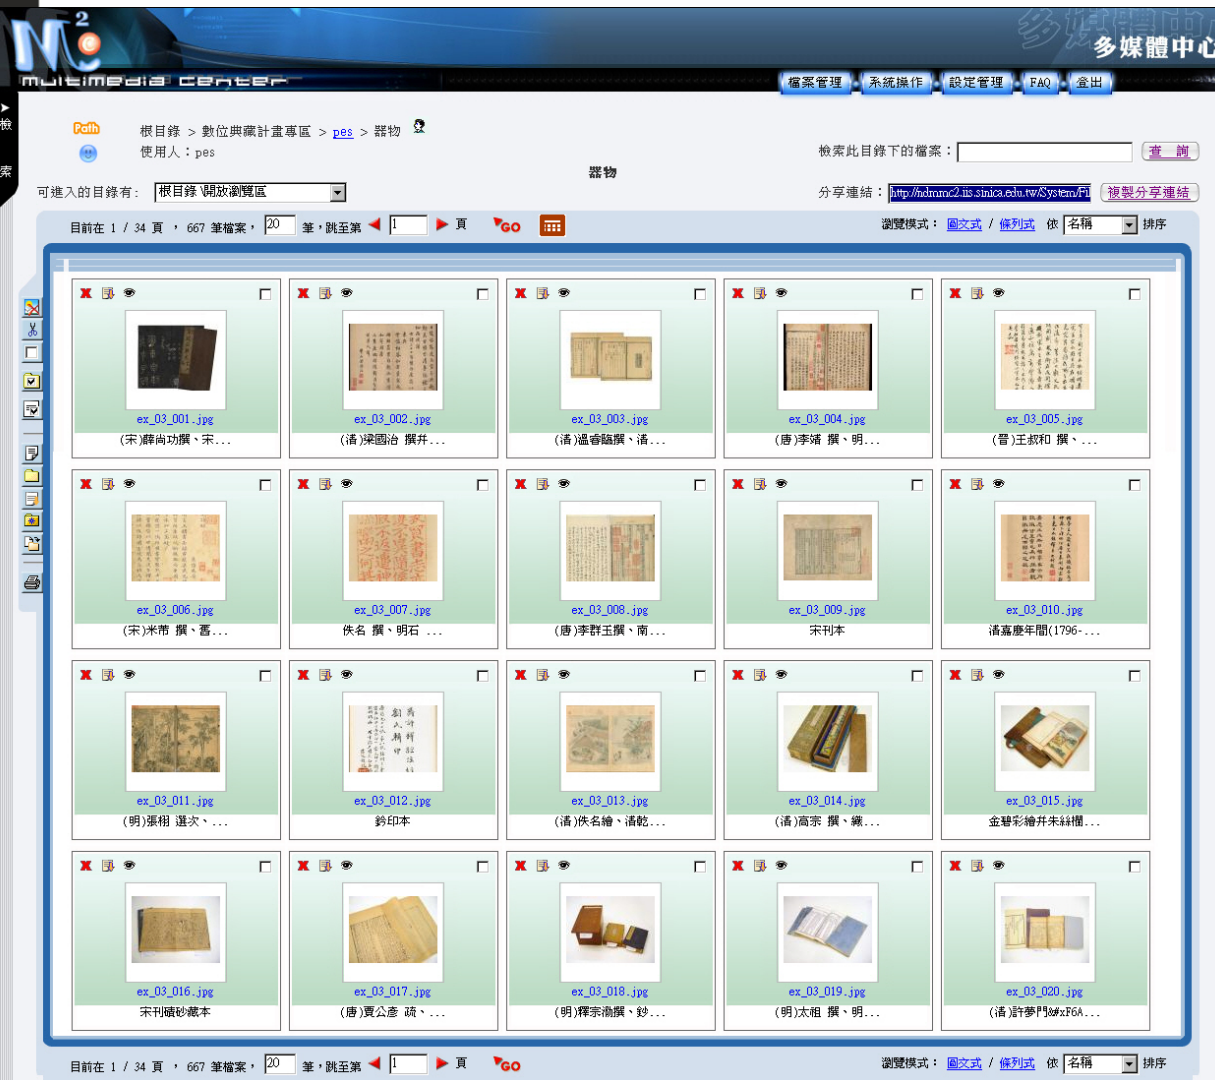 多媒體中心
multimedia center
檔案管理 系統操作 設定管理 FAQ 登出
檢
索
Path 根目錄 > 數位典藏計畫專區 > pes > 器物
使用人：pes
檢索此目錄下的檔案： 查 詢
器物
可進入的目錄有: 根目錄\開放瀏覽區
分享連結： http://ndmmc2.iis.sinica.edu.tw/System/Fil 複製分享連結
目前在 1 / 34 頁 ，667 筆檔案， 20 筆，跳至第 1 頁 GO 瀏覽模式： 圖文式 / 條列式 依 名稱 排序
ex_03_001.jpg
(宋)薛尚功撰、宋...
ex_03_002.jpg
(清)梁國治 撰并...
ex_03_003.jpg
(清)溫睿臨撰、清...
ex_03_004.jpg
(唐)李靖 撰、明...
ex_03_005.jpg
(晉)王叔和 撰、...
ex_03_006.jpg
(宋)米芾 撰、舊...
ex_03_007.jpg
佚名 撰、明石 ...
ex_03_008.jpg
(唐)李群玉撰、南...
ex_03_009.jpg
宋刊本
ex_03_010.jpg
清嘉慶年間(1796-...
ex_03_011.jpg
(明)張栩 選次、...
ex_03_012.jpg
鈐印本
ex_03_013.jpg
(清)佚名繪、清乾...
ex_03_014.jpg
(清)高宗 撰、織...
ex_03_015.jpg
金碧彩繪并朱絲欄...
ex_03_016.jpg
宋刊磧砂藏本
ex_03_017.jpg
(唐)賈公彥 疏、...
ex_03_018.jpg
(明)釋宗泐撰、鈔...
ex_03_019.jpg
(明)太祖 撰、明...
ex_03_020.jpg
(清)許夢門&#xF6A...
目前在 1 / 34 頁 ，667 筆檔案， 20 筆，跳至第 1 頁 GO 瀏覽模式： 圖文式 / 條列式 依 名稱 排序